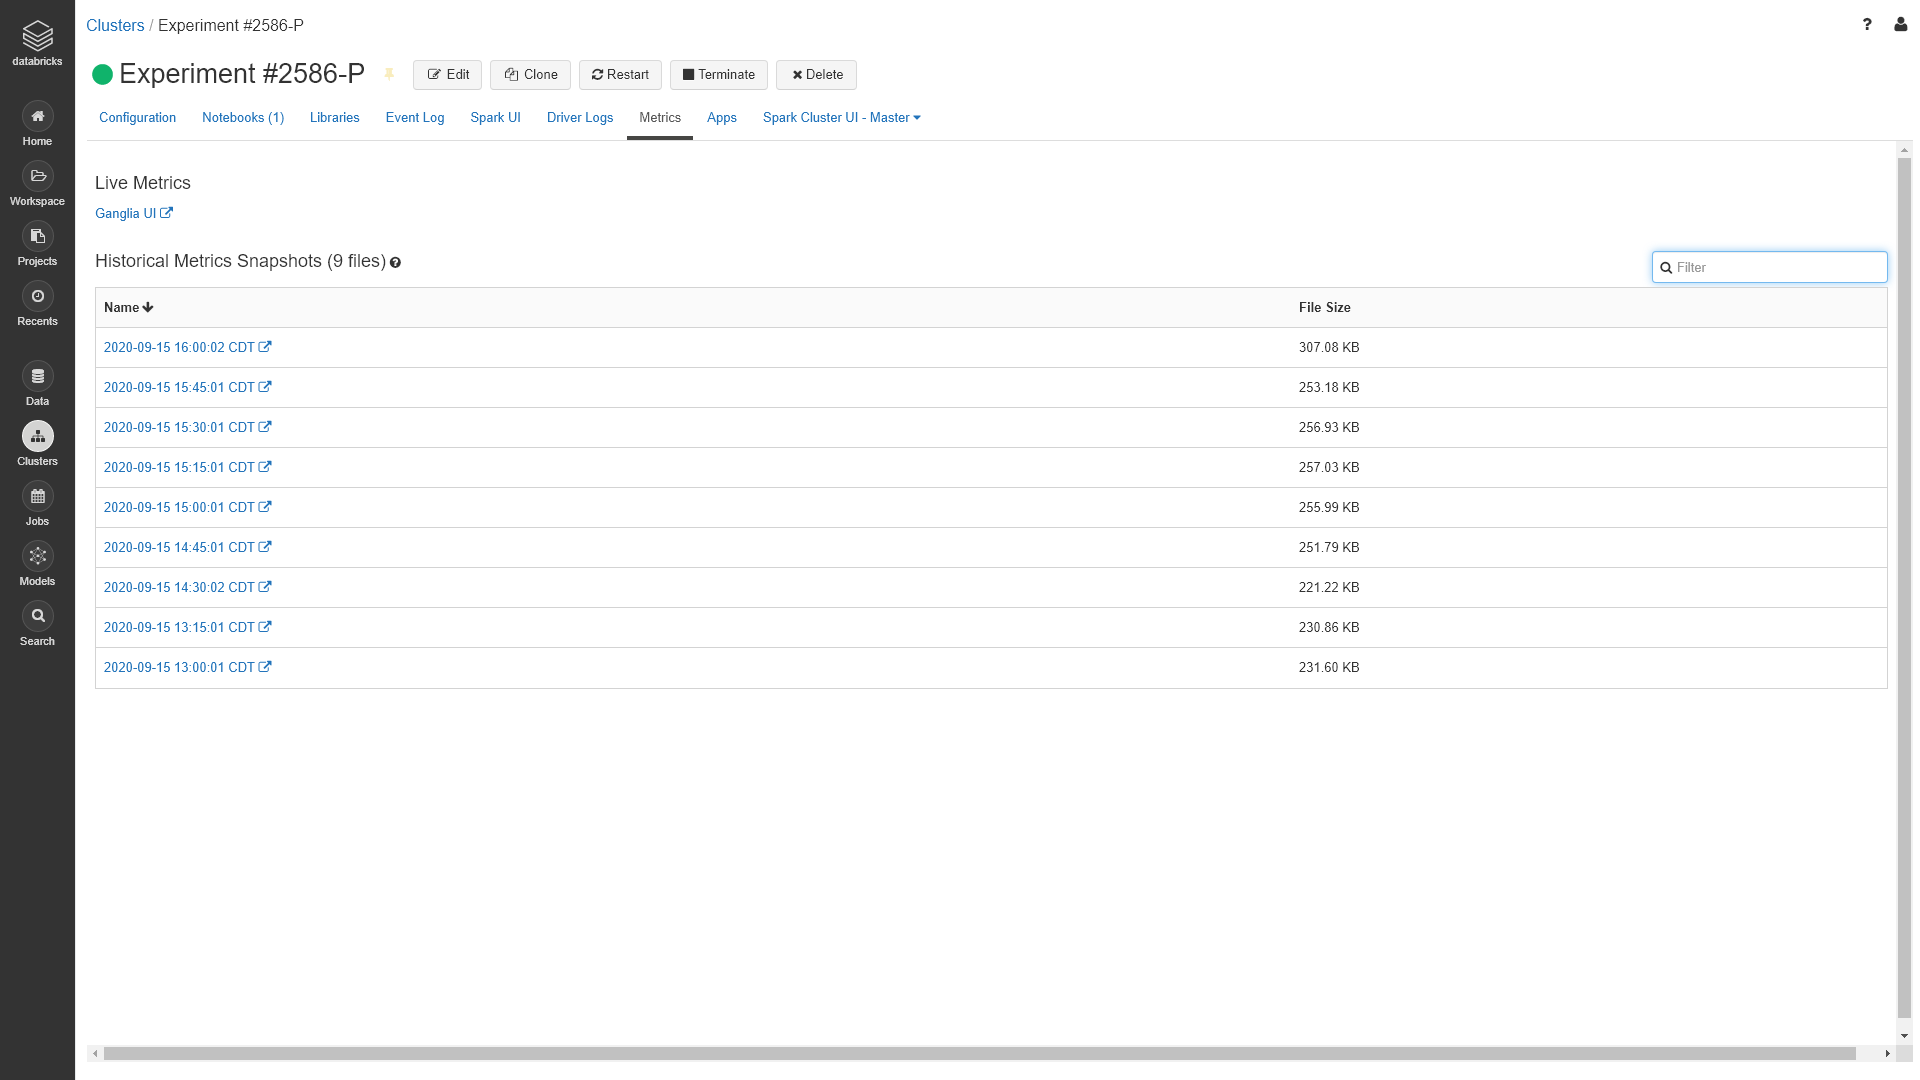 databricks
Home
Workspace
Projects
Recents
Data
Clusters
Jobs
Models
Search
Clusters / Experiment #2586-P
?
Experiment #2586-P Edit Clone Restart Terminate Delete
Configuration Notebooks (1) Libraries Event Log Spark UI Driver Logs Metrics Apps Spark Cluster UI - Master
Live Metrics
Ganglia UI
Historical Metrics Snapshots (9 files) ?
Filter
Name File Size
2020-09-15 16:00:02 CDT 307.08 KB
2020-09-15 15:45:01 CDT 253.18 KB
2020-09-15 15:30:01 CDT 256.93 KB
2020-09-15 15:15:01 CDT 257.03 KB
2020-09-15 15:00:01 CDT 255.99 KB
2020-09-15 14:45:01 CDT 251.79 KB
2020-09-15 14:30:02 CDT 221.22 KB
2020-09-15 13:15:01 CDT 230.86 KB
2020-09-15 13:00:01 CDT 231.60 KB